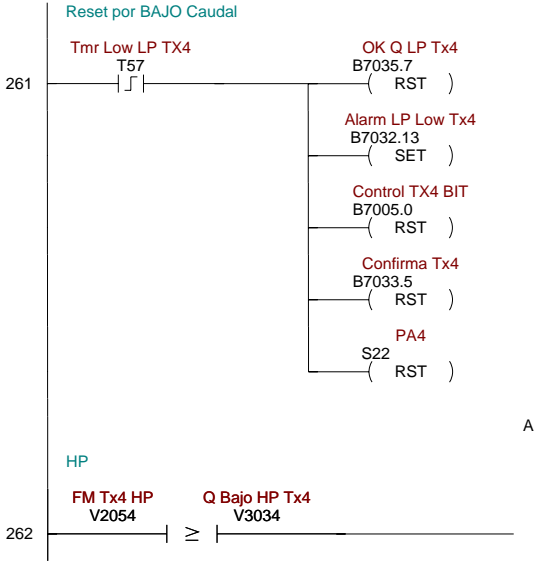 Reset por BAJO Caudal
Tmr Low LP TX4
T57
261
OK Q LP Tx4
B7035.7
RST
Alarm LP Low Tx4
B7032.13
SET
Control TX4 BIT
B7005.0
RST
Confirma Tx4
B7033.5
RST
PA4
S22
RST
A
HP
FM Tx4 HP
V2054
≥
Q Bajo HP Tx4
V3034
262